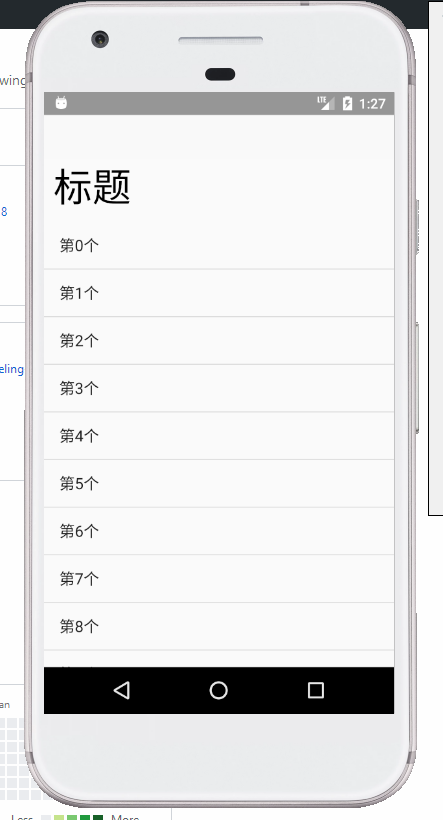 LTE 1:27
wing
标题
8
第0个
第1个
第2个
eling
第3个
第4个
第5个
第6个
第7个
第8个
an
Less More